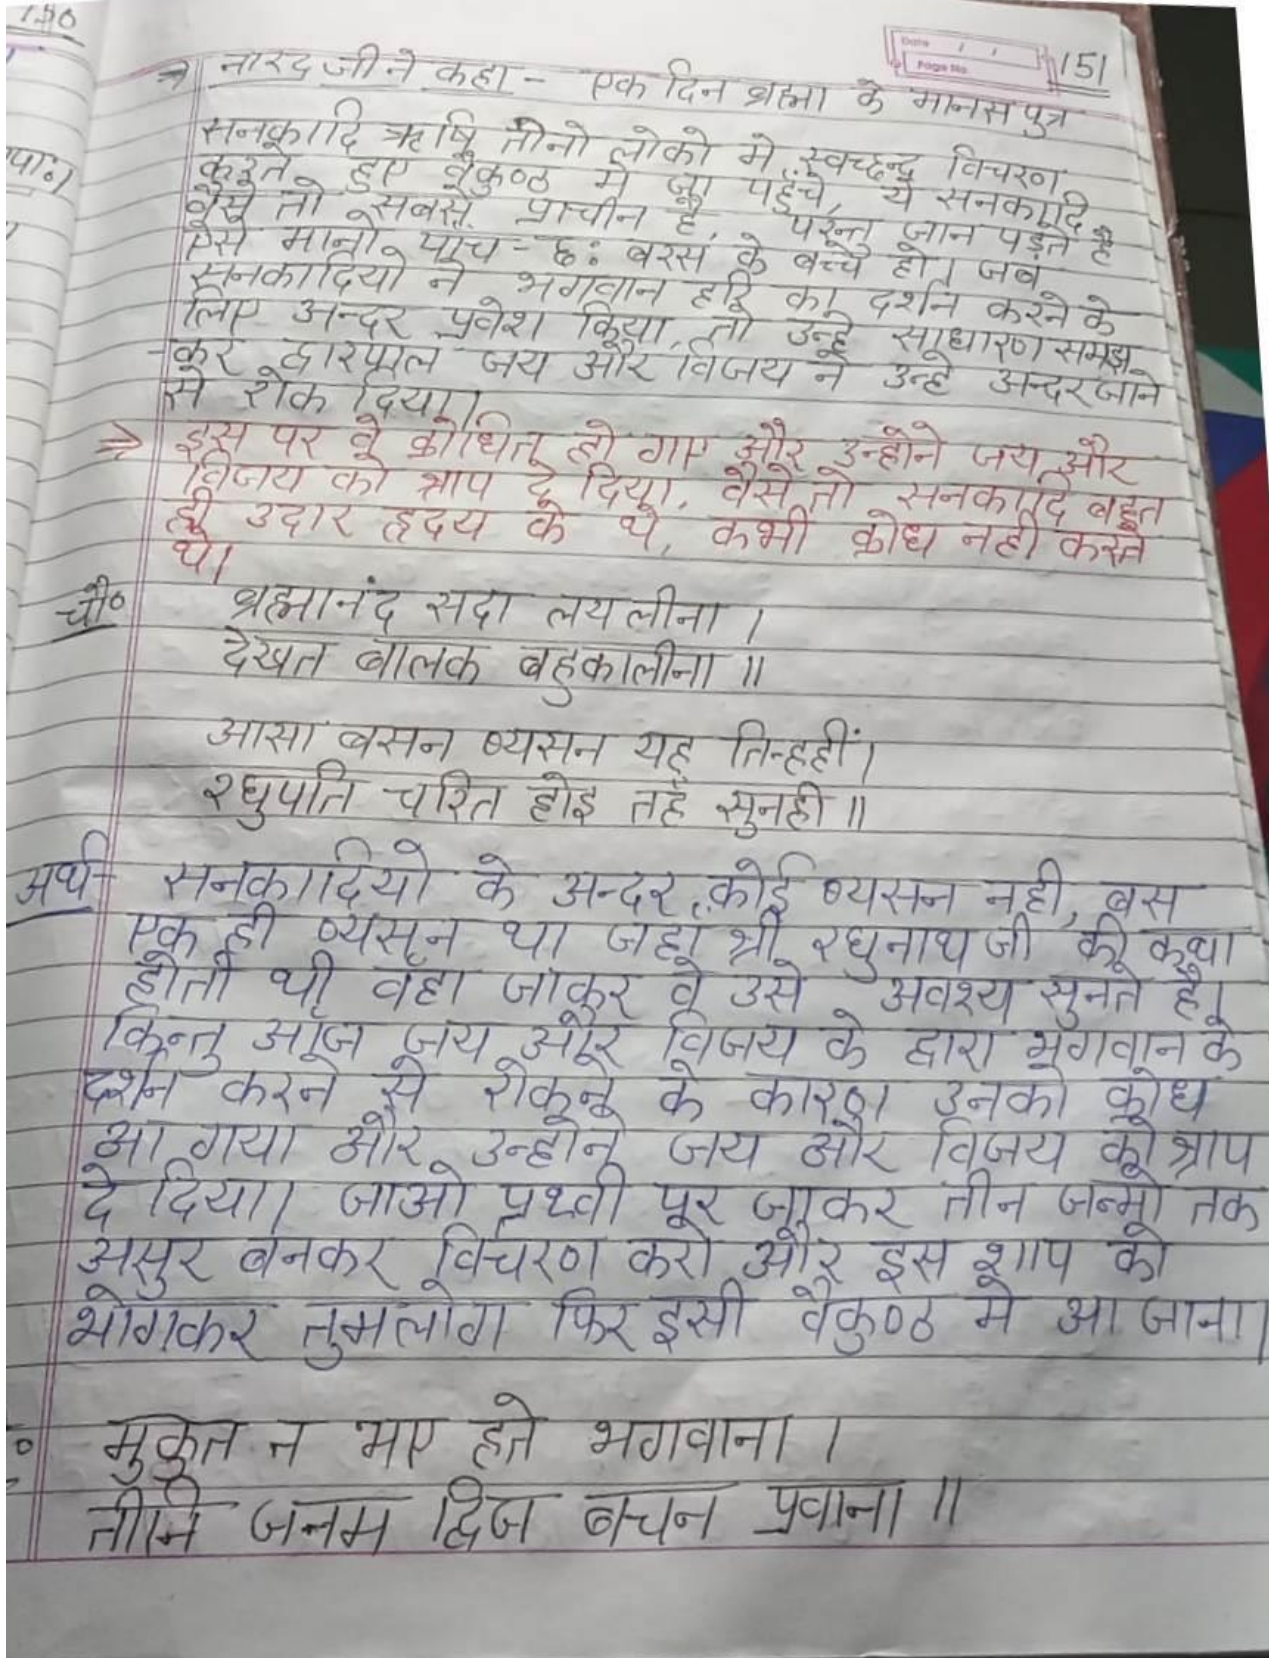 150
Date / /
Page No.
151
⇒ नारद जी ने कहा - एक दिन ब्रह्मा के मानस पुत्र
सनकादि ऋषि तीनो लोको मे स्वच्छन्द विचरण
करते हुए वैकुण्ठ मे जा पहुँचे, ये सनकादि
वैसे तो सबसे प्राचीन है, परन्तु जान पड़ते है
ऐसे मानो पाच - छः बरस के बच्चे हो। जब
सनकादियो ने भगवान हरि का दर्शन करने के
लिए अन्दर प्रवेश किया, तो उन्हे साधारण समझ
कर द्वारपाल जय और विजय ने उन्हे अन्दर जाने
से रोक दिया।
⇒ इस पर वे क्रोधित हो गए और उन्होने जय और
विजय को श्राप दे दिया, वैसे तो सनकादि बहुत
ही उदार हृदय के थे, कभी क्रोध नही करते
थे।
चौ० ब्रह्मानंद सदा लयलीना ।
देखत बालक बहुकालीना ॥
आसा बसन ब्यसन यह तिन्हहीं।
रघुपति चरित होइ तहँ सुनही ॥
अर्थ - सनकादियो के अन्दर कोई ब्यसन नही, बस
एक ही ब्यसन था जहा श्री रघुनाथ जी की कथा
होती थी वहा जाकर वे उसे अवश्य सुनते है।
किन्तु आज जय और विजय के द्वारा भगवान के
दर्शन करने से रोकने के कारण उनको क्रोध
आ गया और उन्होने जय और विजय को श्राप
दे दिया। जाओ प्रथ्वी पर जाकर तीन जन्मो तक
असुर बनकर विचरण करो और इस शाप को
भोगकर तुमलोग फिर इसी वैकुण्ठ मे आ जाना।
मुकुत न भए हते भगवाना ।
तीनि जनम द्विज बचन प्रवाना ॥